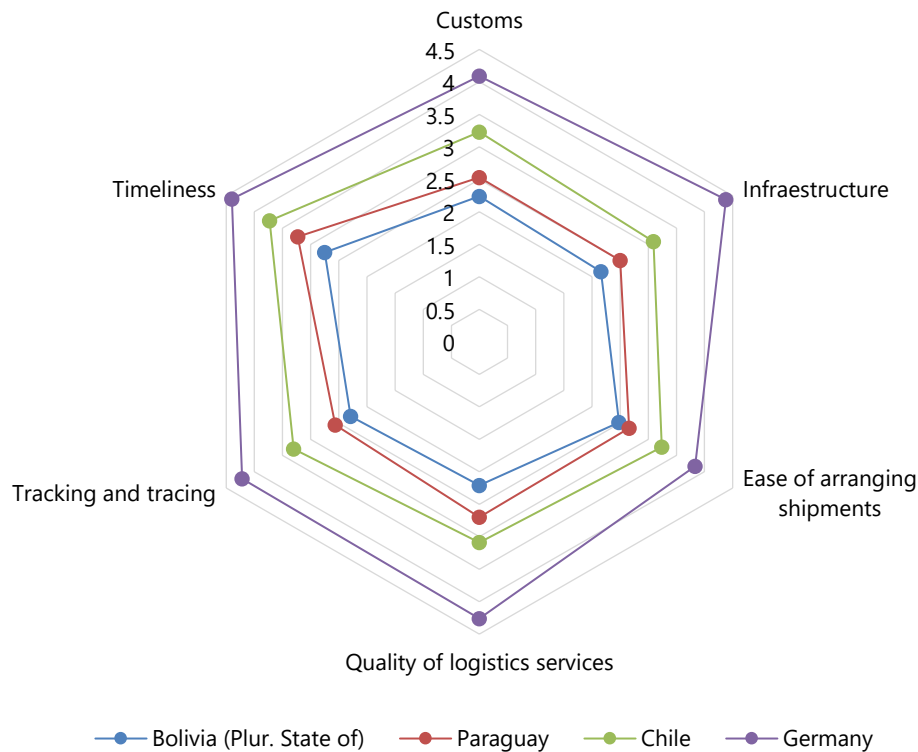 Customs
4.5
4
3.5
3
2.5
2
1.5
1
0.5
0
Timeliness
Infraestructure
Tracking and tracing
Ease of arranging
shipments
Quality of logistics services
Bolivia (Plur. State of)
Paraguay
Chile
Germany